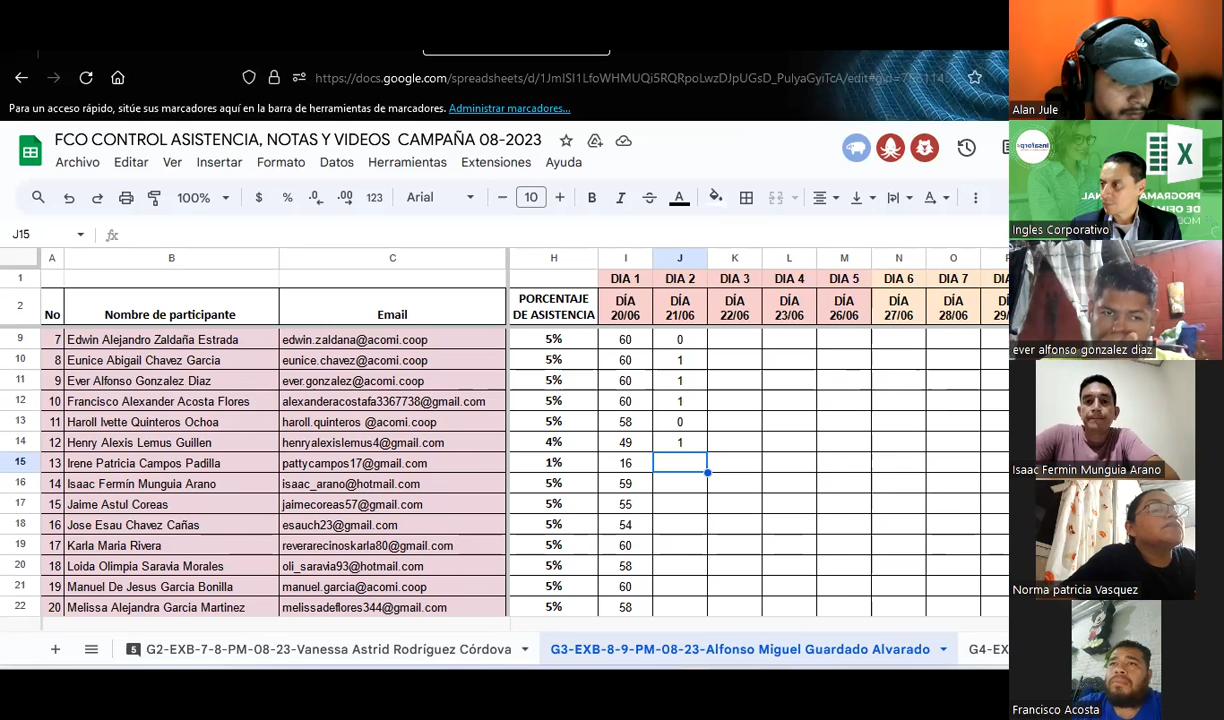 https://docs.google.com/spreadsheets/d/1JmISI1LfoWHMUQi5RQRpoLwzDJpUGsD_PulyaGyiTcA/edit#gid=
Para un acceso rápido, sitúe sus marcadores aquí en la barra de herramientas de marcadores. Administrar marcadores...
FCO CONTROL ASISTENCIA, NOTAS Y VIDEOS CAMPAÑA 08-2023
Archivo Editar Ver Insertar Formato Datos Herramientas Extensiones Ayuda
100% $ % .0 .00 123 Arial 10 B I S A
J15 fx
A B C H I J K L M N O
1 DIA 1 DIA 2 DIA 3 DIA 4 DIA 5 DIA 6 DIA 7
2 No Nombre de participante Email PORCENTAJE DE ASISTENCIA DÍA 20/06 DÍA 21/06 DÍA 22/06 DÍA 23/06 DÍA 26/06 DÍA 27/06 DÍA 28/06
9 7 Edwin Alejandro Zaldaña Estrada edwin.zaldana@acomi.coop 5% 60 0
10 8 Eunice Abigail Chavez Garcia eunice.chavez@acomi.coop 5% 60 1
11 9 Ever Alfonso Gonzalez Diaz ever.gonzalez@acomi.coop 5% 60 1
12 10 Francisco Alexander Acosta Flores alexanderacostafa3367738@gmail.com 5% 60 1
13 11 Haroll Ivette Quinteros Ochoa haroll.quinteros @acomi.coop 5% 58 0
14 12 Henry Alexis Lemus Guillen henryalexislemus4@gmail.com 4% 49 1
15 13 Irene Patricia Campos Padilla pattycampos17@gmail.com 1% 16
16 14 Isaac Fermín Munguia Arano isaac_arano@hotmail.com 5% 59
17 15 Jaime Astul Coreas jaimecoreas57@gmail.com 5% 55
18 16 Jose Esau Chavez Cañas esauch23@gmail.com 5% 54
19 17 Karla Maria Rivera reverarecinoskarla80@gmail.com 5% 60
20 18 Loida Olimpia Saravia Morales oli_saravia93@hotmail.com 5% 58
21 19 Manuel De Jesus Garcia Bonilla manuel.garcia@acomi.coop 5% 60
22 20 Melissa Alejandra Garcia Martinez melissadeflores344@gmail.com 5% 58
5 G2-EXB-7-8-PM-08-23-Vanessa Astrid Rodríguez Córdova G3-EXB-8-9-PM-08-23-Alfonso Miguel Guardado Alvarado G4-EX
Alan Jule
Insaforp
X
PROGRAMA
DE OFIM
Ingles Corporativo
ever alfonso gonzalez diaz
Isaac Fermin Munguia Arano
Norma patricia Vasquez
Francisco Acosta